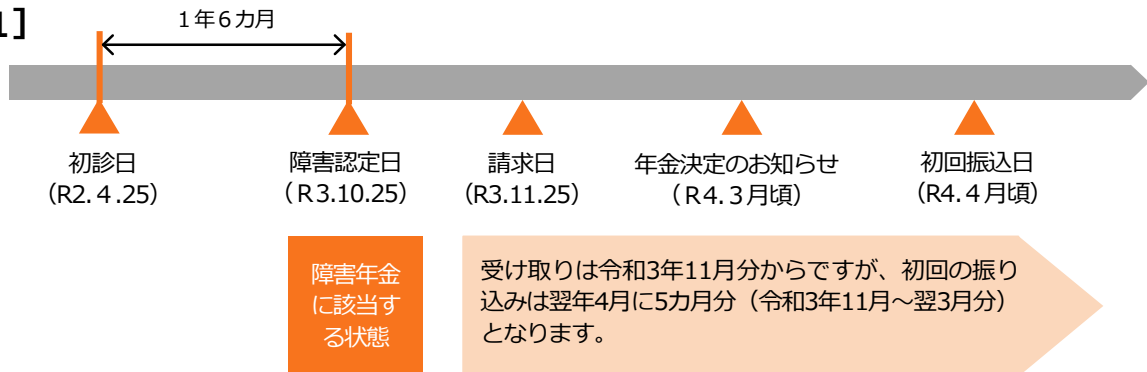 1]
1年6カ月
初診日
(R2.4.25)
障害認定日
(R3.10.25)
請求日
(R3.11.25)
年金決定のお知らせ
(R4.3月頃)
初回振込日
(R4.4月頃)
障害年金
に該当す
る状態
受け取りは令和3年11月分からですが、初回の振り
込みは翌年4月に5カ月分（令和3年11月～翌3月分）
となります。